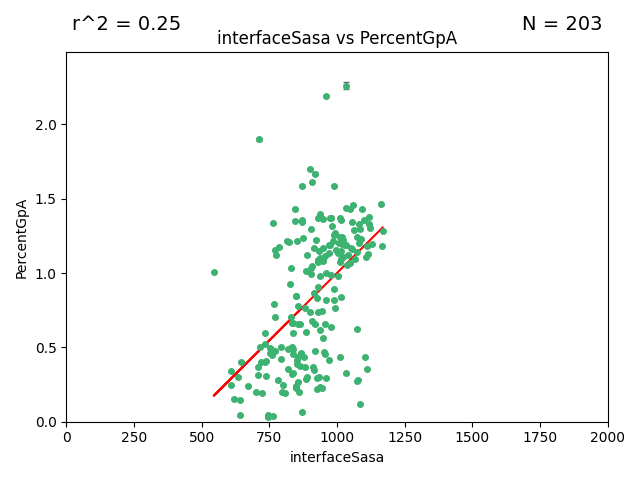 r^2 = 0.25
N = 203
interfaceSasa vs PercentGpA
PercentGpA
2.0
1.5
1.0
0.5
0.0
0
250
500
750
1000
1250
1500
1750
2000
interfaceSasa